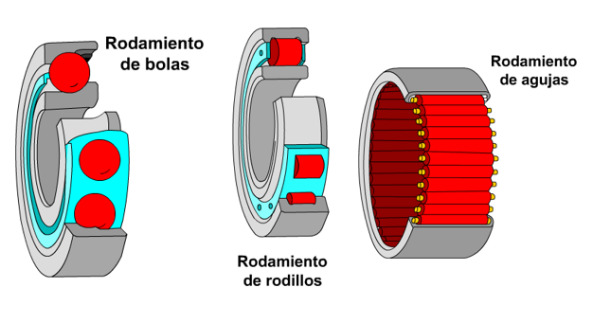 Rodamiento
de bolas
Rodamiento
de rodillos
Rodamiento
de agujas